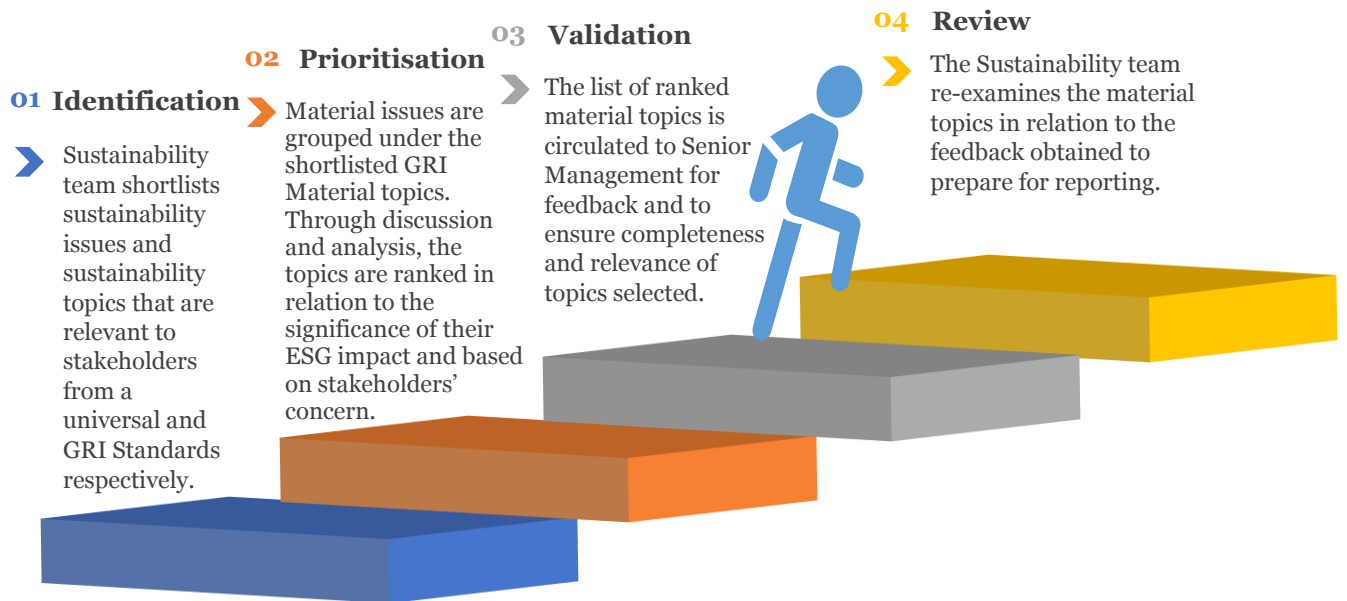 01 Identification
Sustainability
team shortlists
sustainability
issues and
sustainability
topics that are
relevant to
stakeholders
from a
universal and
GRI Standards
respectively.
02 Prioritisation
Material issues are
grouped under the
shortlisted GRI
Material topics.
Through discussion
and analysis, the
topics are ranked in
relation to the
significance of their
ESG impact and based
on stakeholders’
concern.
03 Validation
The list of ranked
material topics is
circulated to Senior
Management for
feedback and to
ensure completeness
and relevance of
topics selected.
04 Review
The Sustainability team
re-examines the material
topics in relation to the
feedback obtained to
prepare for reporting.